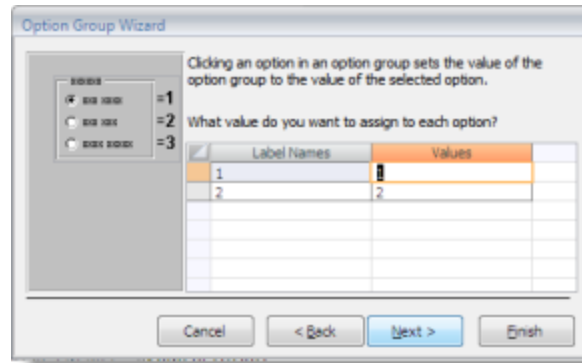 Option Group Wizard
Clicking an option in an option group sets the value of the
option group to the value of the selected option.
=1
=2
=3
What value do you want to assign to each option?
Label Names Values
1 1
2 2
Cancel < Back Next > Finish